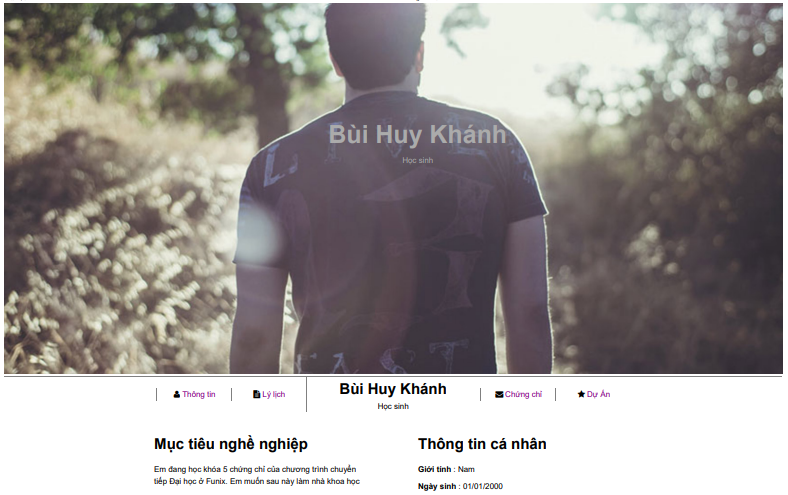 Bùi Huy Khánh
Học sinh
Thông tin
Lý lịch
Bùi Huy Khánh
Học sinh
Chứng chỉ
Dự Án
Mục tiêu nghề nghiệp
Em đang học khóa 5 chứng chỉ của chương trình chuyển
tiếp Đại học ở Funix. Em muốn sau này làm nhà khoa học
Thông tin cá nhân
Giới tính : Nam
Ngày sinh : 01/01/2000